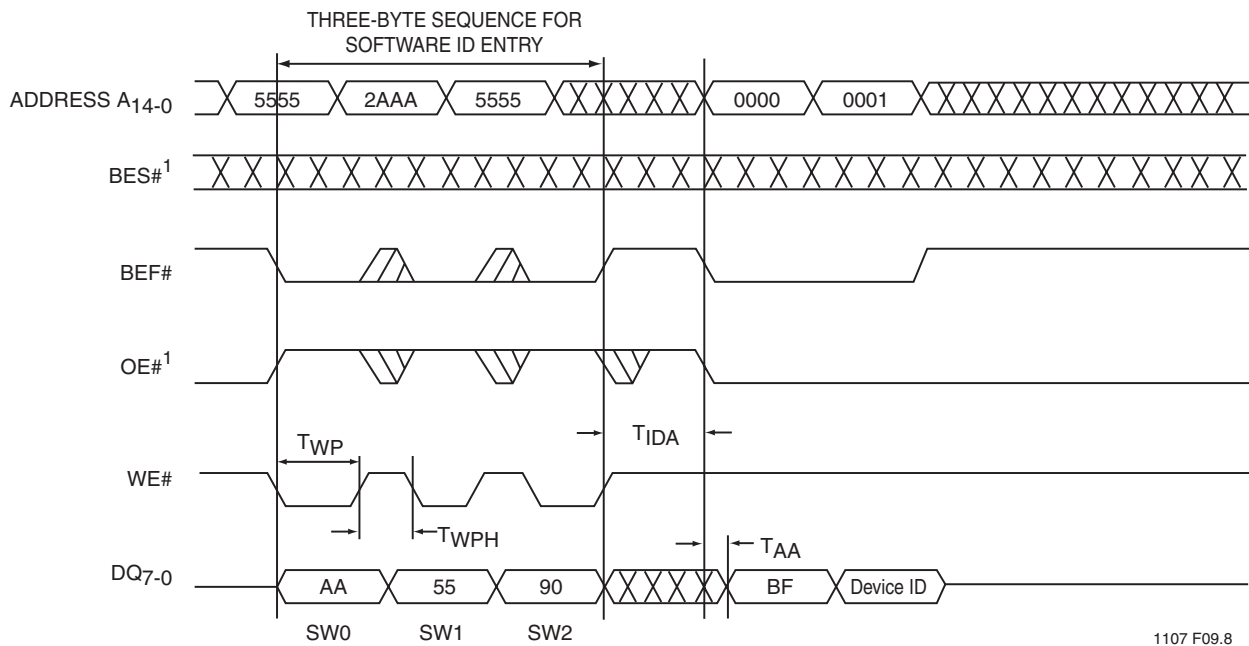 THREE-BYTE SEQUENCE FOR
SOFTWARE ID ENTRY
ADDRESS A14-0
5555 2AAA 5555 0000 0001
BES#1
BEF#
OE#1
TWP
TIDA
WE#
TWPH
TAA
DQ7-0
AA 55 90 BF Device ID
SW0 SW1 SW2
1107 F09.8